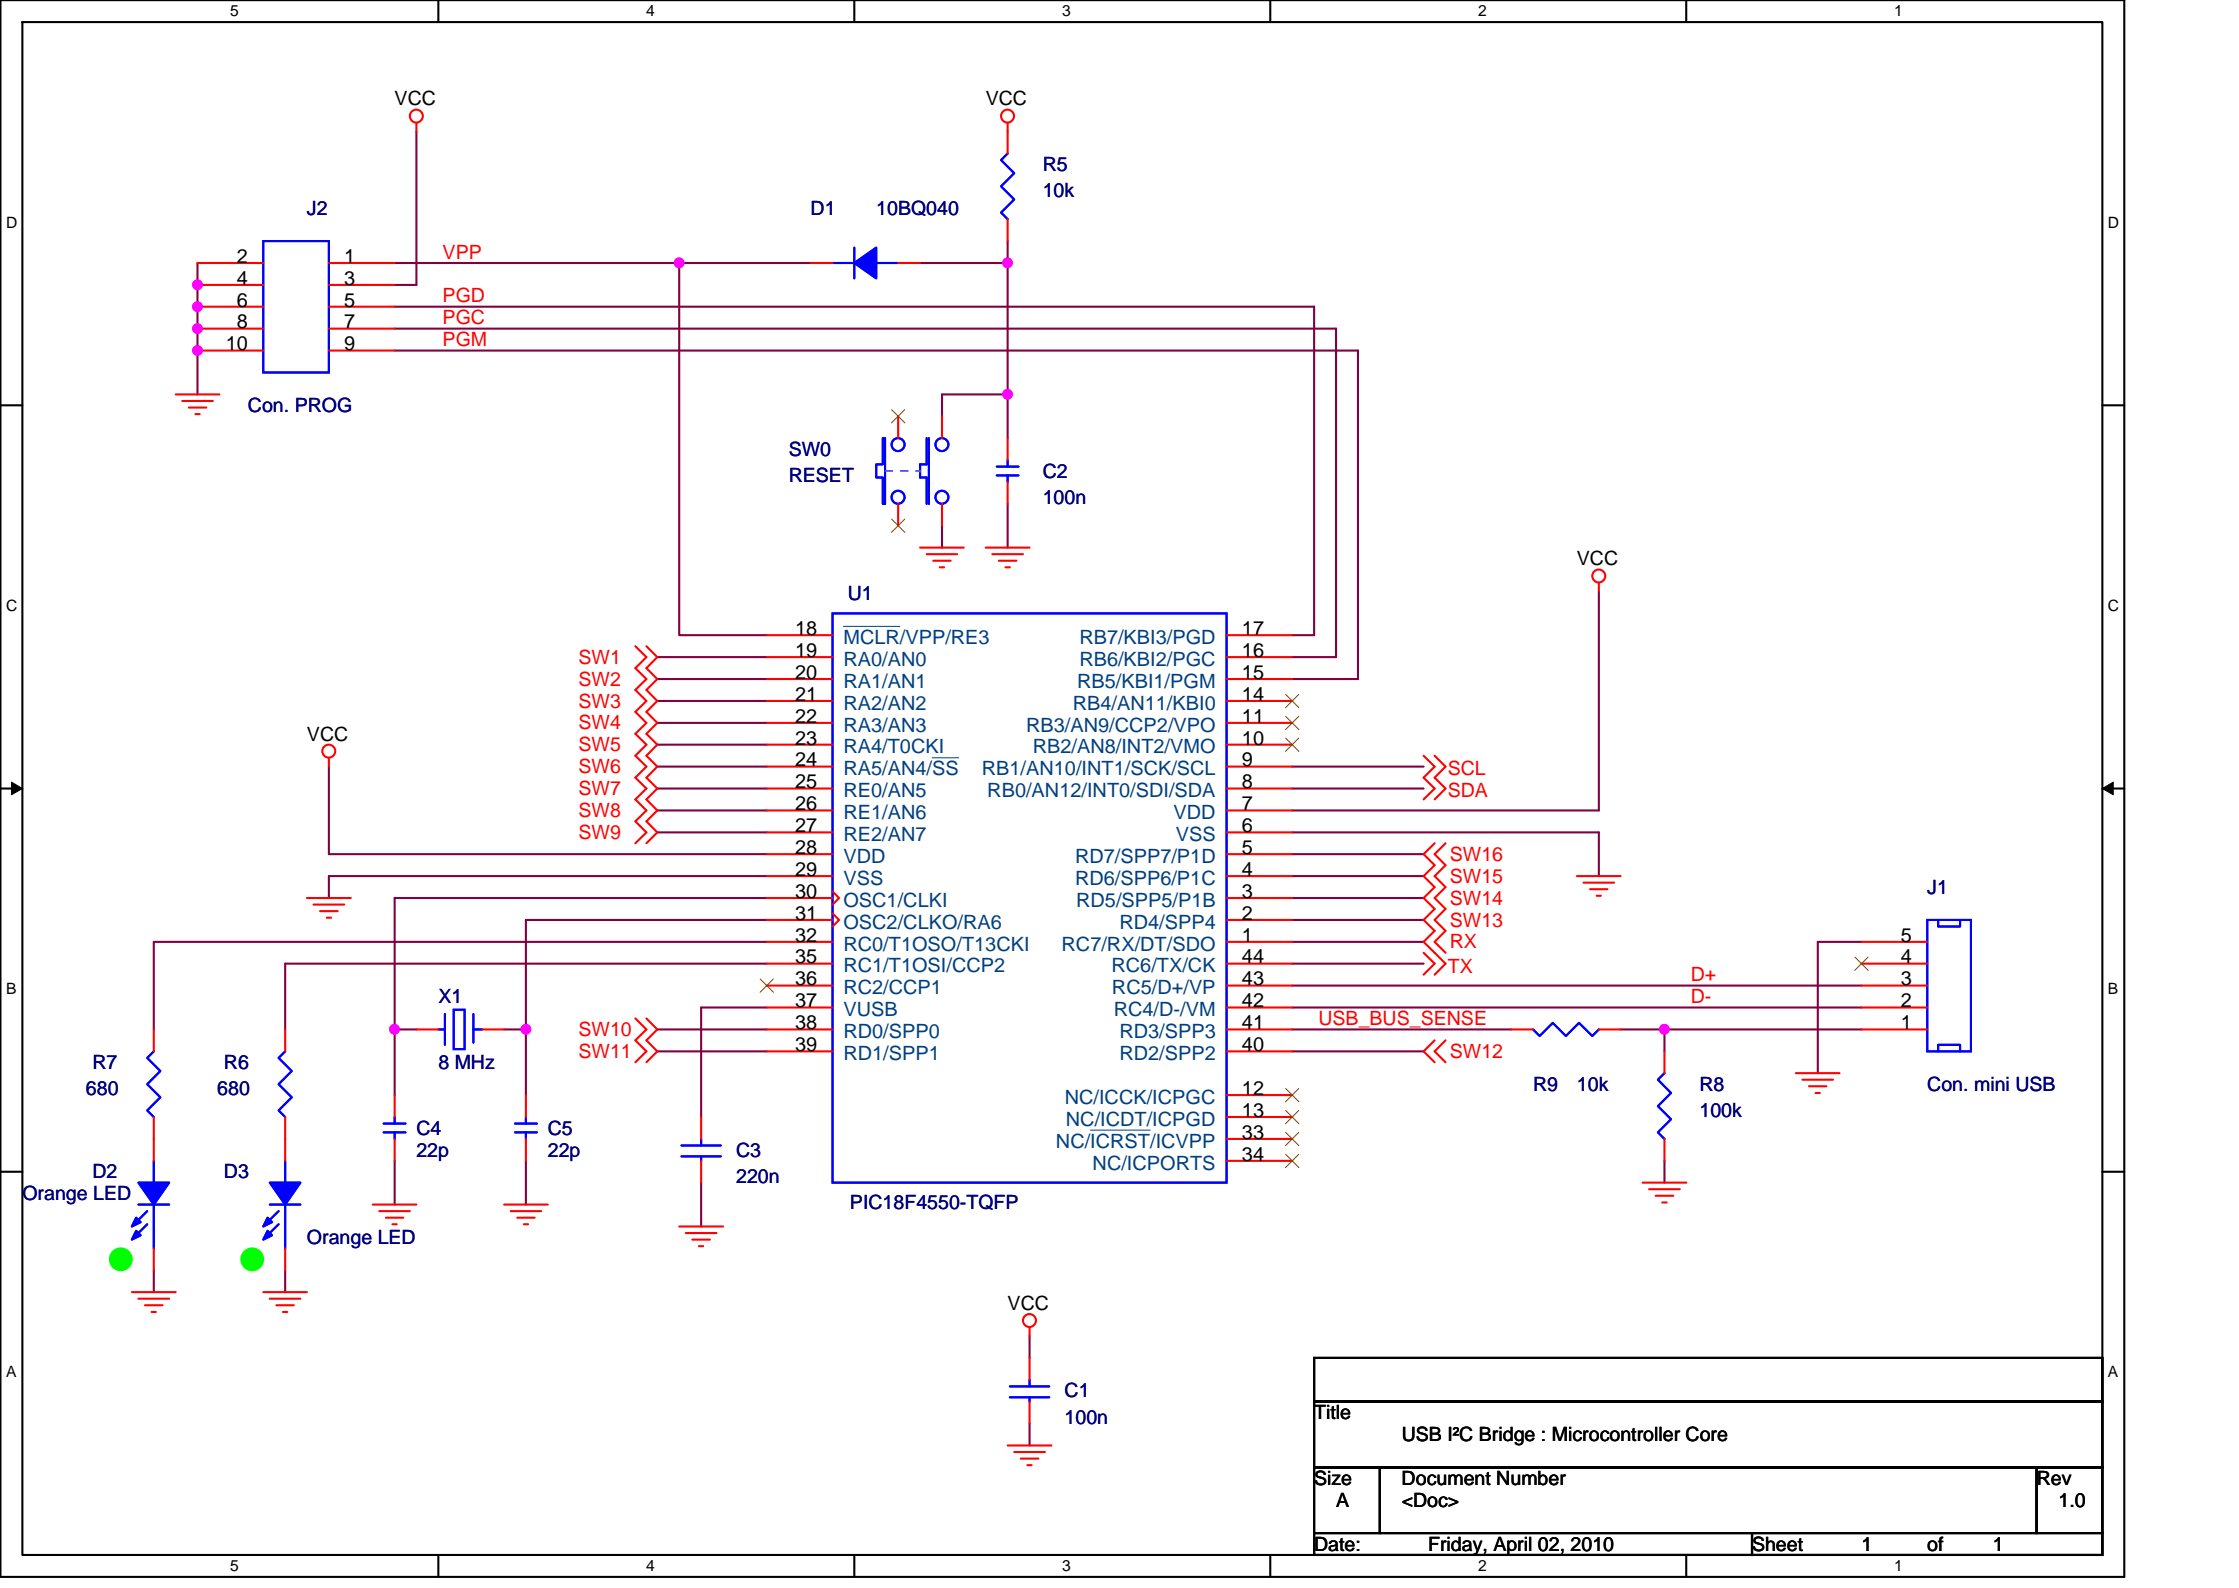 5 4 3 2 1
D
D
C
C
B
B
A
A
VCC
VCC
R5
10k
J2
D1 10BQ040
2 1 VPP
4 3
6 5 PGD
8 7 PGC
10 9 PGM
Con. PROG
SW0
RESET
C2
100n
VCC
U1
18 MCLR/VPP/RE3
SW1 19 RA0/AN0
SW2 20 RA1/AN1
SW3 21 RA2/AN2
SW4 22 RA3/AN3
SW5 23 RA4/T0CKI
SW6 24 RA5/AN4/SS
SW7 25 RE0/AN5
SW8 26 RE1/AN6
SW9 27 RE2/AN7
VCC
28 VDD
29 VSS
30 OSC1/CLKI
31 OSC2/CLKO/RA6
32 RC0/T1OSO/T13CKI
35 RC1/T1OSI/CCP2
36 RC2/CCP1
37 VUSB
SW10 38 RD0/SPP0
SW11 39 RD1/SPP1
RB7/KBI3/PGD 17
RB6/KBI2/PGC 16
RB5/KBI1/PGM 15
RB4/AN11/KBI0 14
RB3/AN9/CCP2/VPO 11
RB2/AN8/INT2/VMO 10
RB1/AN10/INT1/SCK/SCL 9 SCL
RB0/AN12/INT0/SDI/SDA 8 SDA
VDD 7
VSS 6
RD7/SPP7/P1D 5 SW16
RD6/SPP6/P1C 4 SW15
RD5/SPP5/P1B 3 SW14
RD4/SPP4 2 SW13
RC7/RX/DT/SDO 1 RX
RC6/TX/CK 44 TX
RC5/D+/VP 43 D+
RC4/D-/VM 42 D-
RD3/SPP3 41 USB_BUS_SENSE
RD2/SPP2 40 SW12
NC/ICCK/ICPGC 12
NC/ICDT/ICPGD 13
NC/ICRST/ICVPP 33
NC/ICPORTS 34
PIC18F4550-TQFP
J1
5
4
3
2
1
Con. mini USB
R9 10k
R8
100k
X1
8 MHz
R7
680
R6
680
C4
22p
C5
22p
C3
220n
D2
Orange LED
D3
Orange LED
VCC
C1
100n
Title
USB I²C Bridge : Microcontroller Core
Size
A
Document Number
<Doc>
Rev
1.0
Date: Friday, April 02, 2010 Sheet 1 of 1
5 4 3 2 1